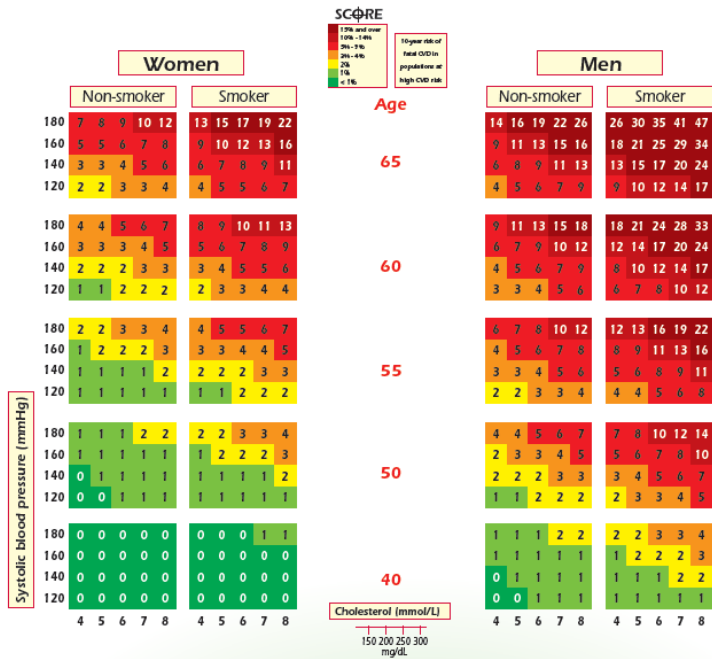 SCORE
15% and over
10% - 14%
5% - 9%
3% - 4%
2%
1%
< 1%
10-year risk of
fatal CVD in
populations at
high CVD risk
Women
Men
Non-smoker
Smoker
Age
Non-smoker
Smoker
180 7 8 9 10 12 13 15 17 19 22 14 16 19 22 26 26 30 35 41 47
160 5 5 6 7 8 9 10 12 13 16 9 11 13 15 16 18 21 25 29 34
65
140 3 3 4 5 6 6 7 8 9 11 6 8 9 11 13 13 15 17 20 24
120 2 2 3 3 4 4 5 5 6 7 4 5 6 7 9 9 10 12 14 17
180 4 4 5 6 7 8 9 10 11 13 9 11 13 15 18 18 21 24 28 33
160 3 3 3 4 5 5 6 7 8 9 6 7 9 10 12 12 14 17 20 24
60
140 2 2 2 3 3 3 4 5 5 6 4 5 6 7 9 8 10 12 14 17
120 1 1 2 2 2 2 3 3 4 4 3 3 4 5 6 6 7 8 10 12
180 2 2 3 3 4 4 5 5 6 7 6 7 8 10 12 12 13 16 19 22
160 1 2 2 2 3 3 3 4 4 5 4 5 6 7 8 8 9 11 13 16
55
140 1 1 1 1 2 2 2 2 3 3 3 3 4 5 6 5 6 8 9 11
120 1 1 1 1 1 1 1 2 2 2 2 2 3 3 4 4 4 5 6 8
180 1 1 1 2 2 2 2 3 3 4 4 4 5 6 7 7 8 10 12 14
160 1 1 1 1 1 1 2 2 2 3 2 3 3 4 5 5 6 7 8 10
50
140 0 1 1 1 1 1 1 1 1 2 2 2 2 3 3 3 4 5 6 7
120 0 0 1 1 1 1 1 1 1 1 1 1 2 2 2 2 3 3 4 5
180 0 0 0 0 0 0 0 0 1 1 1 1 1 2 2 2 2 3 3 4
160 0 0 0 0 0 0 0 0 0 0 1 1 1 1 1 1 2 2 2 3
140 0 0 0 0 0 0 0 0 0 0 0 1 1 1 1 1 1 1 2 2
40
120 0 0 0 0 0 0 0 0 0 0 0 0 1 1 1 1 1 1 1 1
4 5 6 7 8 4 5 6 7 8 4 5 6 7 8 4 5 6 7 8
Systolic blood pressure (mmHg)
Cholesterol (mmol/L)
150 200 250 300
mg/dL